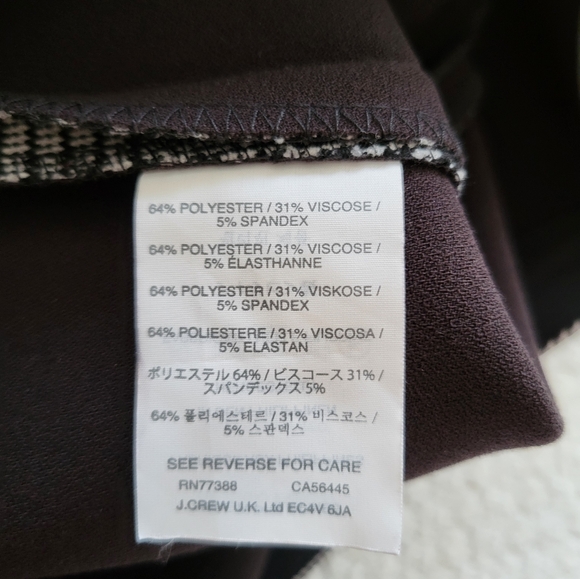 64% POLYESTER / 31% VISCOSE /
5% SPANDEX
64% POLYESTER / 31% VISCOSE /
5% ÉLASTHANNE
64% POLYESTER / 31% VISKOSE /
5% SPANDEX
64% POLIESTERE / 31% VISCOSA /
5% ELASTAN
ポリエステル 64% / ビスコース 31% /
スパンデックス 5%
64% 폴리에스테르 / 31% 비스코스 /
5% 스판덱스
SEE REVERSE FOR CARE
RN77388 CA56445
J.CREW U.K. Ltd EC4V 6JA